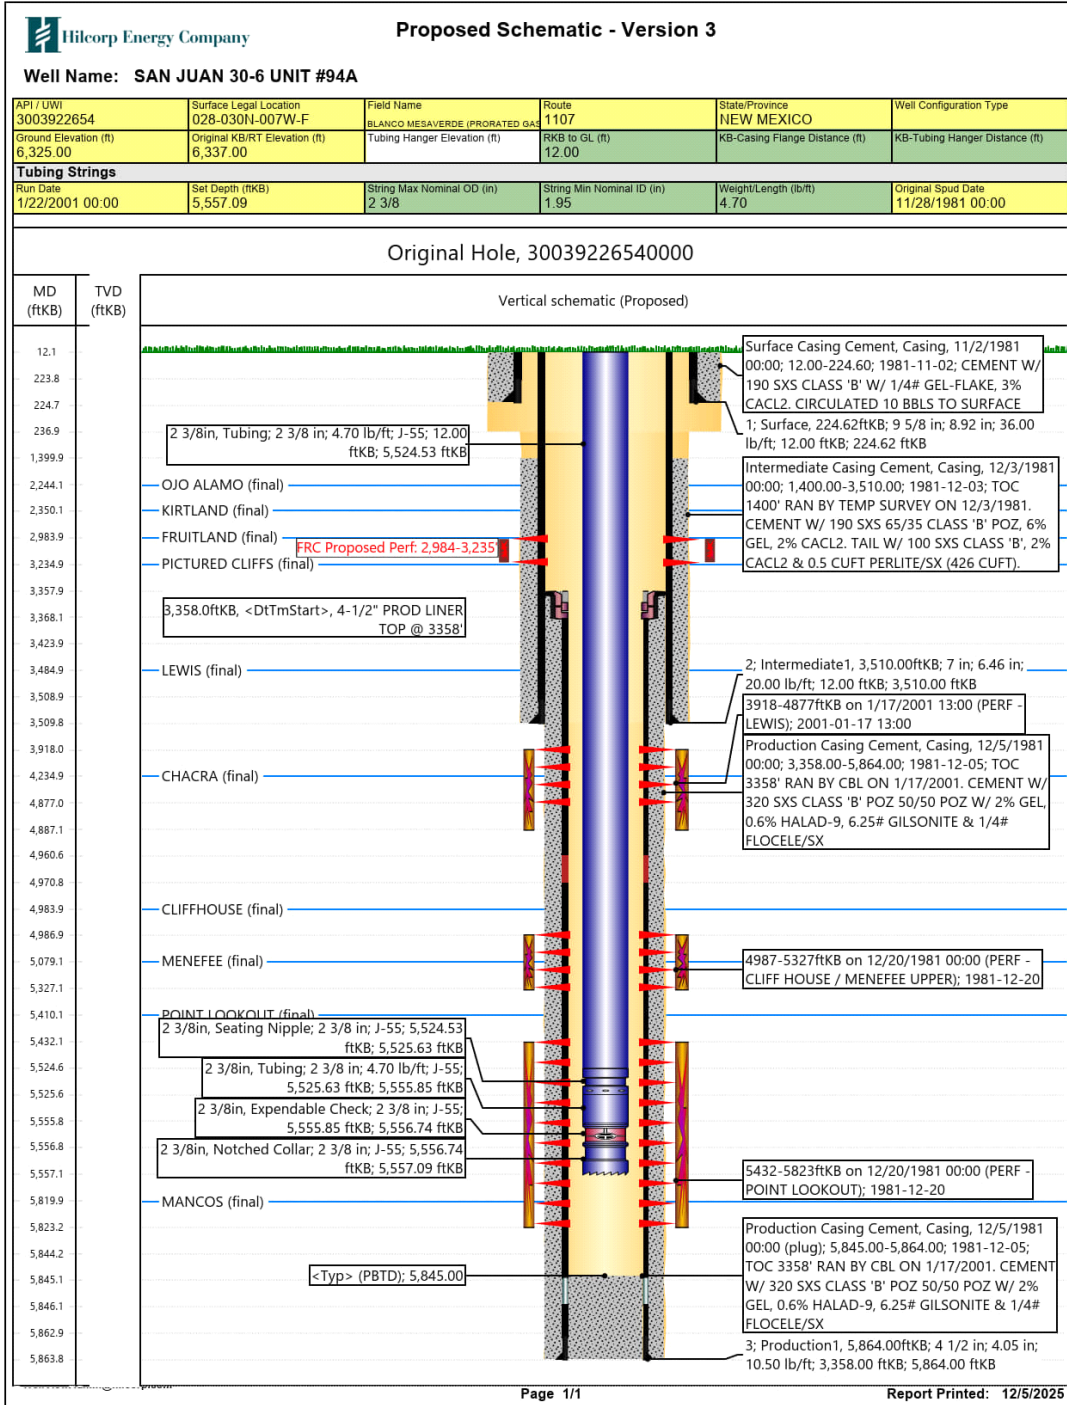 Hilcorp Energy Company
Proposed Schematic - Version 3
Well Name: SAN JUAN 30-6 UNIT #94A
API / UWI
3003922654
Surface Legal Location
028-030N-007W-F
Field Name
BLANCO MESAVERDE (PRORATED GAS
Route
1107
State/Province
NEW MEXICO
Well Configuration Type
Ground Elevation (ft)
6,325.00
Original KB/RT Elevation (ft)
6,337.00
Tubing Hanger Elevation (ft)
RKB to GL (ft)
12.00
KB-Casing Flange Distance (ft)
KB-Tubing Hanger Distance (ft)
Tubing Strings
Run Date
1/22/2001 00:00
Set Depth (ftKB)
5,557.09
String Max Nominal OD (in)
2 3/8
String Min Nominal ID (in)
1.95
Weight/Length (lb/ft)
4.70
Original Spud Date
11/28/1981 00:00
Original Hole, 30039226540000
MD
(ftKB)
TVD
(ftKB)
Vertical schematic (Proposed)
12.1
223.8
224.7
236.9
1,399.9
2,244.1
2,350.1
2,983.9
3,234.9
3,357.9
3,368.1
3,423.9
3,484.9
3,508.9
3,509.8
3,918.0
4,234.9
4,877.0
4,887.1
4,960.6
4,970.8
4,983.9
4,986.9
5,079.1
5,327.1
5,410.1
5,432.1
5,524.6
5,525.6
5,555.8
5,556.8
5,557.1
5,819.9
5,823.2
5,844.2
5,845.1
5,846.1
5,862.9
5,863.8
2 3/8in, Tubing; 2 3/8 in; 4.70 lb/ft; J-55; 12.00
ftKB; 5,524.53 ftKB
OJO ALAMO (final)
KIRTLAND (final)
FRUITLAND (final)
FRC Proposed Perf: 2,984-3,235'
PICTURED CLIFFS (final)
3,358.0ftKB, <DtTmStart>, 4-1/2" PROD LINER
TOP @ 3358'
LEWIS (final)
CHACRA (final)
CLIFFHOUSE (final)
MENEFEE (final)
POINT LOOKOUT (final)
2 3/8in, Seating Nipple; 2 3/8 in; J-55; 5,524.53
ftKB; 5,525.63 ftKB
2 3/8in, Tubing; 2 3/8 in; 4.70 lb/ft; J-55;
5,525.63 ftKB; 5,555.85 ftKB
2 3/8in, Expendable Check; 2 3/8 in; J-55;
5,555.85 ftKB; 5,556.74 ftKB
2 3/8in, Notched Collar; 2 3/8 in; J-55; 5,556.74
ftKB; 5,557.09 ftKB
MANCOS (final)
<Typ> (PBTD); 5,845.00
Surface Casing Cement, Casing, 11/2/1981
00:00; 12.00-224.60; 1981-11-02; CEMENT W/
190 SXS CLASS 'B' W/ 1/4# GEL-FLAKE, 3%
CACL2. CIRCULATED 10 BBLS TO SURFACE
1; Surface, 224.62ftKB; 9 5/8 in; 8.92 in; 36.00
lb/ft; 12.00 ftKB; 224.62 ftKB
Intermediate Casing Cement, Casing, 12/3/1981
00:00; 1,400.00-3,510.00; 1981-12-03; TOC
1400' RAN BY TEMP SURVEY ON 12/3/1981.
CEMENT W/ 190 SXS 65/35 CLASS 'B' POZ, 6%
GEL, 2% CACL2. TAIL W/ 100 SXS CLASS 'B', 2%
CACL2 & 0.5 CUFT PERLITE/SX (426 CUFT).
2; Intermediate1, 3,510.00ftKB; 7 in; 6.46 in;
20.00 lb/ft; 12.00 ftKB; 3,510.00 ftKB
3918-4877ftKB on 1/17/2001 13:00 (PERF -
LEWIS); 2001-01-17 13:00
Production Casing Cement, Casing, 12/5/1981
00:00; 3,358.00-5,864.00; 1981-12-05; TOC
3358' RAN BY CBL ON 1/17/2001. CEMENT W/
320 SXS CLASS 'B' POZ 50/50 POZ W/ 2% GEL,
0.6% HALAD-9, 6.25# GILSONITE & 1/4#
FLOCELE/SX
4987-5327ftKB on 12/20/1981 00:00 (PERF -
CLIFF HOUSE / MENEFEE UPPER); 1981-12-20
5432-5823ftKB on 12/20/1981 00:00 (PERF -
POINT LOOKOUT); 1981-12-20
Production Casing Cement, Casing, 12/5/1981
00:00 (plug); 5,845.00-5,864.00; 1981-12-05;
TOC 3358' RAN BY CBL ON 1/17/2001. CEMENT
W/ 320 SXS CLASS 'B' POZ 50/50 POZ W/ 2%
GEL, 0.6% HALAD-9, 6.25# GILSONITE & 1/4#
FLOCELE/SX
3; Production1, 5,864.00ftKB; 4 1/2 in; 4.05 in;
10.50 lb/ft; 3,358.00 ftKB; 5,864.00 ftKB
Page 1/1
Report Printed: 12/5/2025